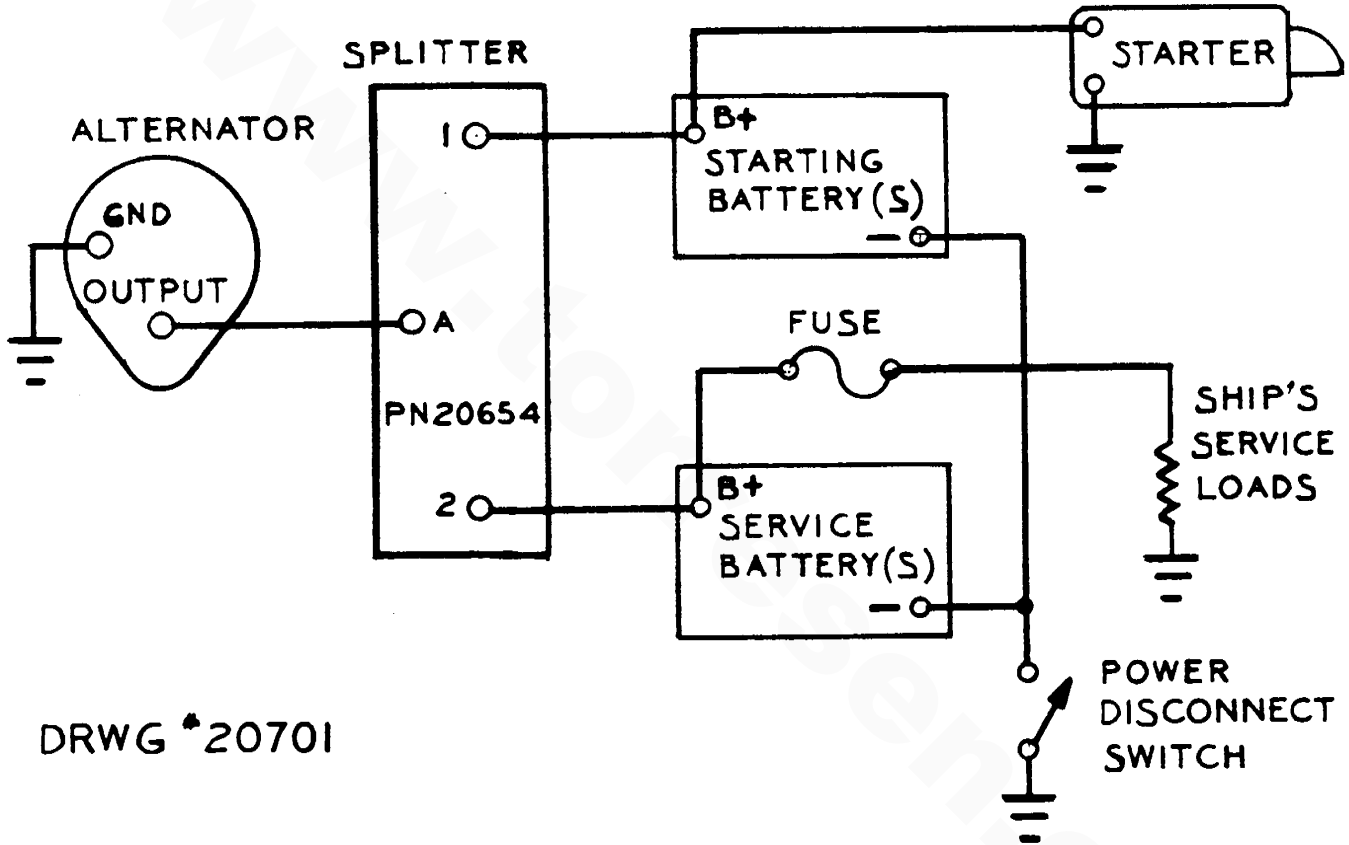 SPLITTER
ALTERNATOR
GND
OUTPUT
1
A
PN20654
2
B+
STARTING
BATTERY(S)
−
STARTER
FUSE
B+
SERVICE
BATTERY(S)
−
SHIP'S
SERVICE
LOADS
POWER
DISCONNECT
SWITCH
DRWG #20701